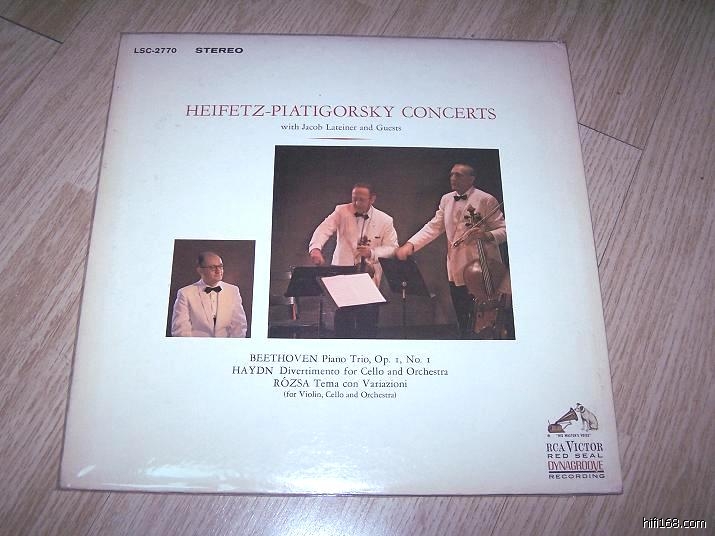 LSC-2770 STEREO
HEIFETZ-PIATIGORSKY CONCERTS
with Jacob Lateiner and Guests
BEETHOVEN Piano Trio, Op. 1, No. 1
HAYDN Divertimento for Cello and Orchestra
RÓZSA Tema con Variazioni
(for Violin, Cello and Orchestra)
"HIS MASTER'S VOICE"
RCA VICTOR
RED SEAL
DYNAGROOVE
RECORDING
hifi168.com